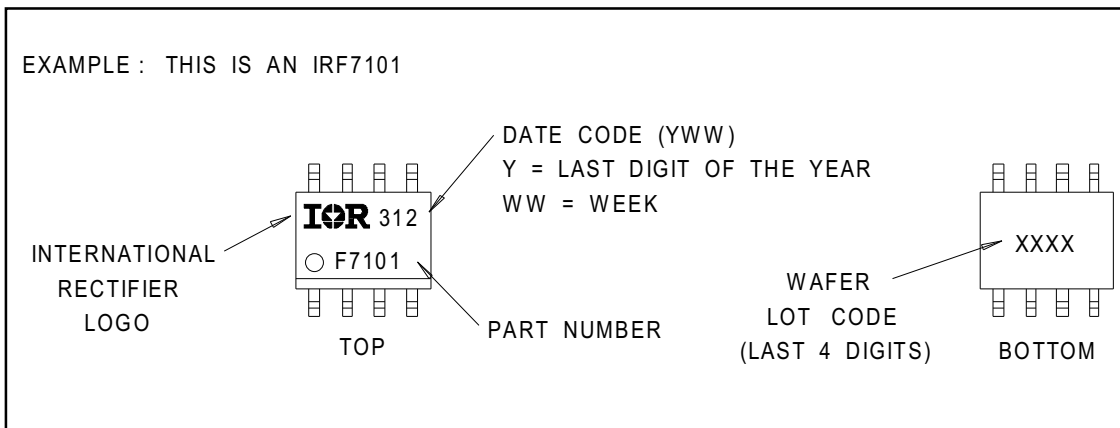 EXAMPLE : THIS IS AN IRF7101
DATE CODE (YWW)
Y = LAST DIGIT OF THE YEAR
WW = WEEK
INTERNATIONAL
RECTIFIER
LOGO
IOR 312
F7101
TOP
PART NUMBER
XXXX
WAFER
LOT CODE
(LAST 4 DIGITS)
BOTTOM